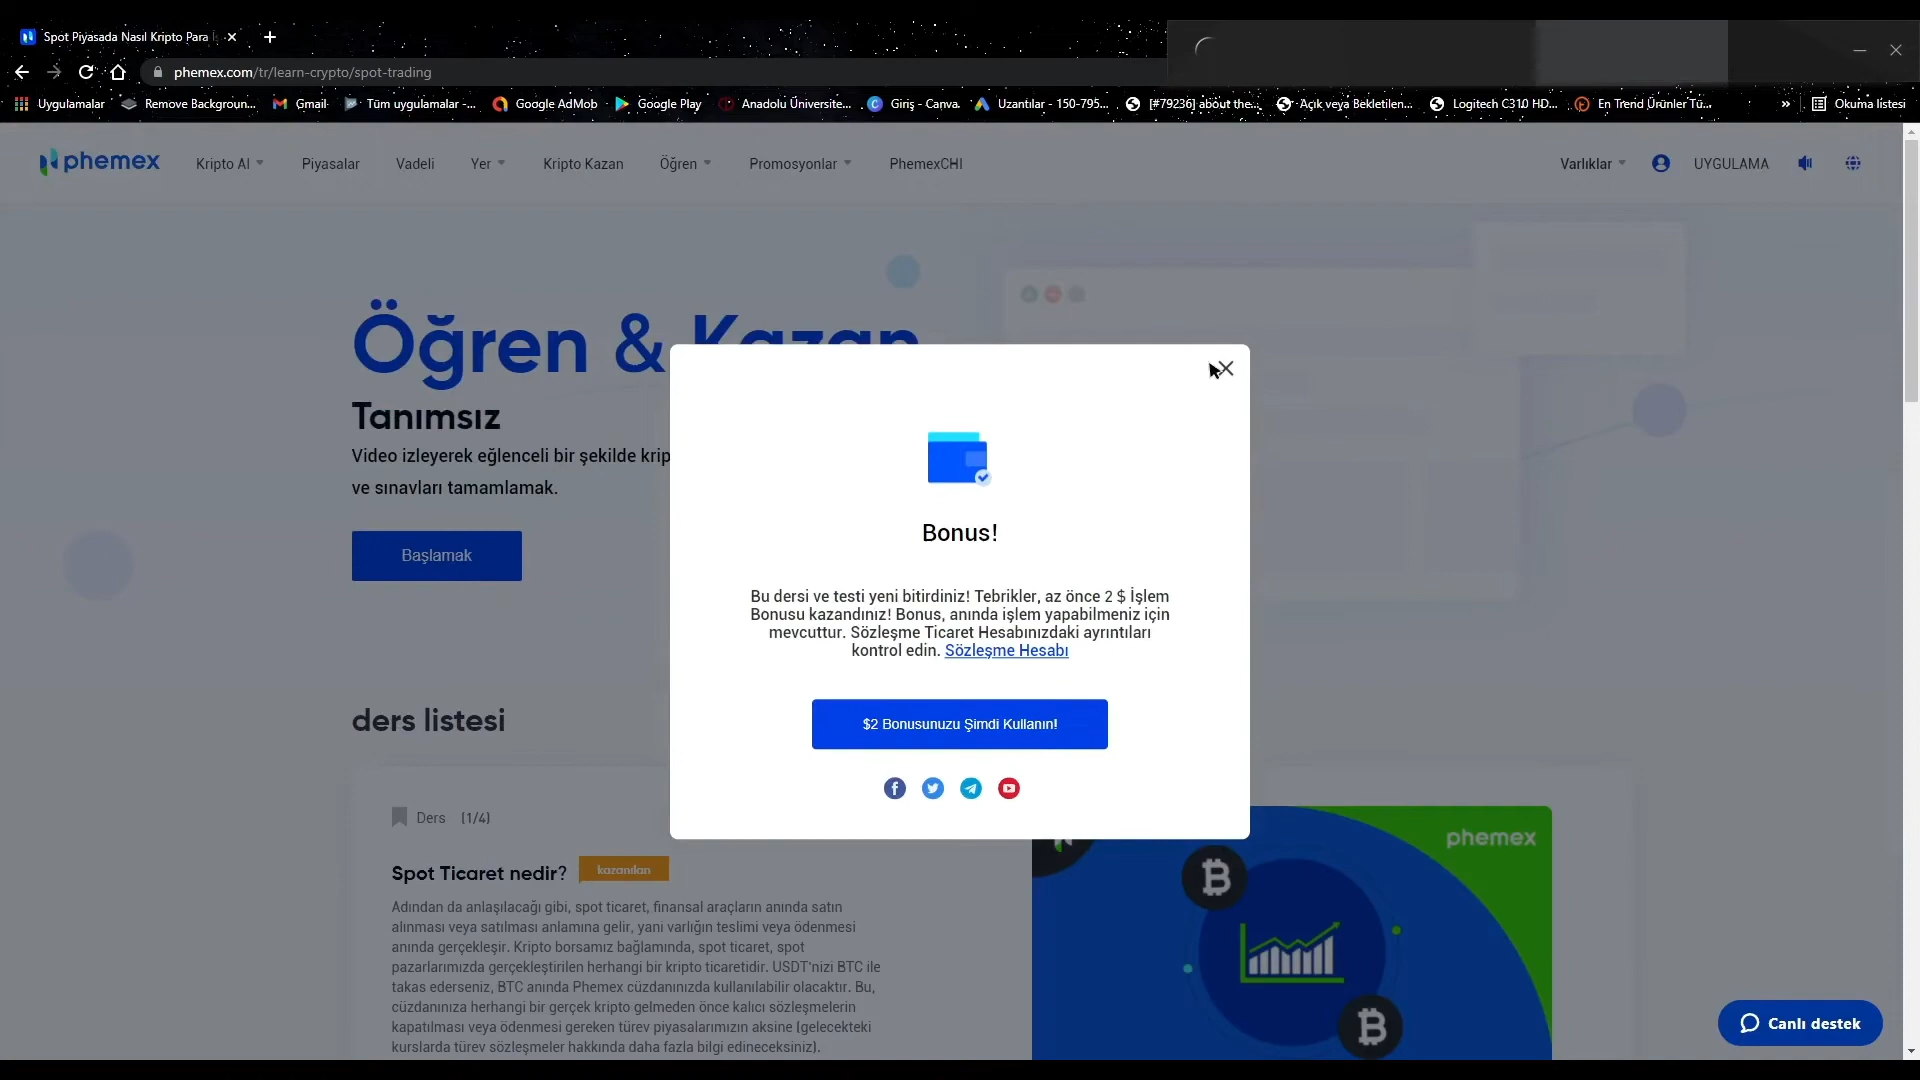 Spot Piyasada Nasıl Kripto Para
phemex.com/tr/learn-crypto/spot-trading
Uygulamalar
Remove Backgroun...
Gmail
Tüm uygulamalar -...
Google AdMob
Google Play
Anadolu Üniversite...
Giriş - Canva
Uzantılar - 150-795...
[#79236] about the...
Açık veya Bekletilen...
Logitech C310 HD...
En Trend Ürünler Tü...
»
Okuma listesi
phemex
Kripto Al
Piyasalar
Vadeli
Yer
Kripto Kazan
Öğren
Promosyonlar
PhemexCHI
Varlıklar
UYGULAMA
Öğren & Kazan
Tanımsız
Video izleyerek eğlenceli bir şekilde krip
ve sınavları tamamlamak.
Başlamak
Bonus!
Bu dersi ve testi yeni bitirdiniz! Tebrikler, az önce 2 $ İşlem
Bonusu kazandınız! Bonus, anında işlem yapabilmeniz için
mevcuttur. Sözleşme Ticaret Hesabınızdaki ayrıntıları
kontrol edin. Sözleşme Hesabı
$2 Bonusunuzu Şimdi Kullanın!
ders listesi
Ders (1/4)
Spot Ticaret nedir?
kazanılan
Adından da anlaşılacağı gibi, spot ticaret, finansal araçların anında satın
alınması veya satılması anlamına gelir, yani varlığın teslimi veya ödenmesi
anında gerçekleşir. Kripto borsamız bağlamında, spot ticaret, spot
pazarlarımızda gerçekleştirilen herhangi bir kripto ticaretidir. USDT'nizi BTC ile
takas ederseniz, BTC anında Phemex cüzdanınızda kullanılabilir olacaktır. Bu,
cüzdanınıza herhangi bir gerçek kripto gelmeden önce kalıcı sözleşmelerin
kapatılması veya ödenmesi gereken türev piyasalarımızın aksine (gelecekteki
kurslarda türev sözleşmeler hakkında daha fazla bilgi edineceksiniz).
phemex
Canlı destek